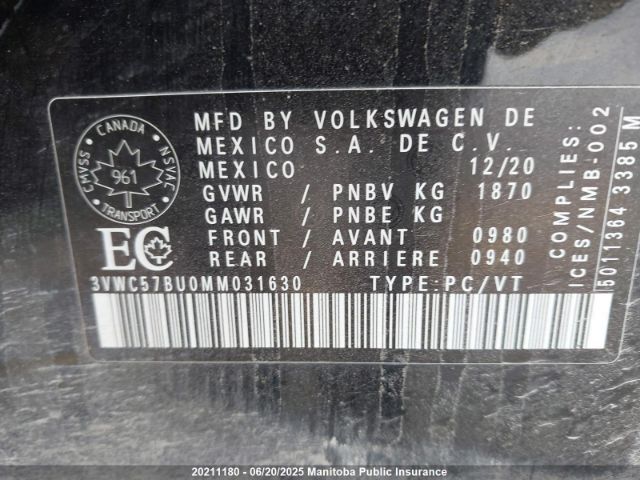 MFD BY VOLKSWAGEN DE
MEXICO S.A. DE C.V.
MEXICO 12/20
GVWR / PNBV KG 1870
GAWR / PNBE KG
FRONT / AVANT 0980
REAR / ARRIERE 0940
3VWC57BU0MM031630 TYPE:PC/VT
CANADA
CMVSS NSVAC
961
TRANSPORT
EC
COMPLIES:
ICES/NMB-002
5011364 3385 M
20211180 - 06/20/2025 Manitoba Public Insurance